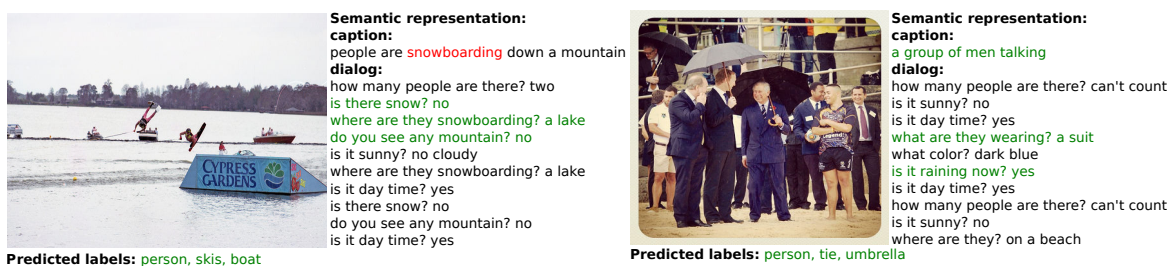 Semantic representation:
caption:
people are snowboarding down a mountain
dialog:
how many people are there? two
is there snow? no
where are they snowboarding? a lake
do you see any mountain? no
is it sunny? no cloudy
where are they snowboarding? a lake
is it day time? yes
is there snow? no
do you see any mountain? no
is it day time? yes
CYPRESS
GARDENS
Predicted labels: person, skis, boat
Semantic representation:
caption:
a group of men talking
dialog:
how many people are there? can't count
is it sunny? no
is it day time? yes
what are they wearing? a suit
what color? dark blue
is it raining now? yes
is it day time? yes
how many people are there? can't count
is it sunny? no
where are they? on a beach
Predicted labels: person, tie, umbrella